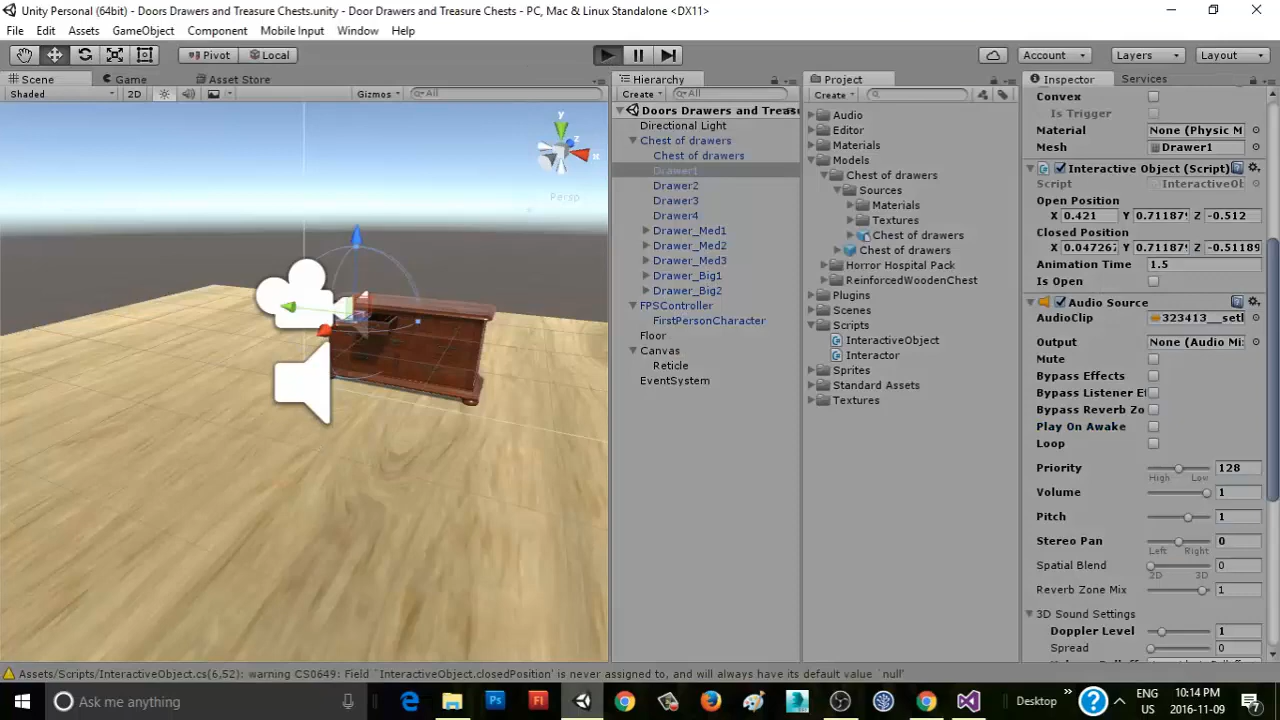 Unity Personal (64bit) - Doors Drawers and Treasure Chests.unity - Door Drawers and Treasure Chests - PC, Mac & Linux Standalone <DX11>
File Edit Assets GameObject Component Mobile Input Window Help
Pivot Local Account Layers Layout
Scene Game Asset Store
Shaded 2D Gizmos All
y
z
x
Persp
Hierarchy
Create All
Doors Drawers and Treas
Directional Light
Chest of drawers
Chest of drawers
Drawer1
Drawer2
Drawer3
Drawer4
Drawer_Med1
Drawer_Med2
Drawer_Med3
Drawer_Big1
Drawer_Big2
FPSController
FirstPersonCharacter
Floor
Canvas
Reticle
EventSystem
Project
Create
Audio
Editor
Materials
Models
Chest of drawers
Sources
Materials
Textures
Chest of drawers
Chest of drawers
Horror Hospital Pack
ReinforcedWoodenChest
Plugins
Scenes
Scripts
InteractiveObject
Interactor
Sprites
Standard Assets
Textures
Inspector Services
Convex
Is Trigger
Material None (Physic M
Mesh Drawer1
Interactive Object (Script)
Script InteractiveOb
Open Position
X 0.421 Y 0.71187 Z -0.512
Closed Position
X 0.04726 Y 0.71187 Z -0.51189
Animation Time 1.5
Is Open
Audio Source
AudioClip 323413__setl
Output None (Audio Mi
Mute
Bypass Effects
Bypass Listener Ef
Bypass Reverb Zo
Play On Awake
Loop
Priority 128
High Low
Volume 1
Pitch 1
Stereo Pan 0
Left Right
Spatial Blend 0
2D 3D
Reverb Zone Mix 1
3D Sound Settings
Doppler Level 1
Spread 0
Assets/Scripts/InteractiveObject.cs(6,52): warning CS0649: Field `InteractiveObject.closedPosition' is never assigned to, and will always have its default value `null'
Ask me anything
Ps
Fl
Desktop
ENG
US
10:14 PM
2016-11-09
7